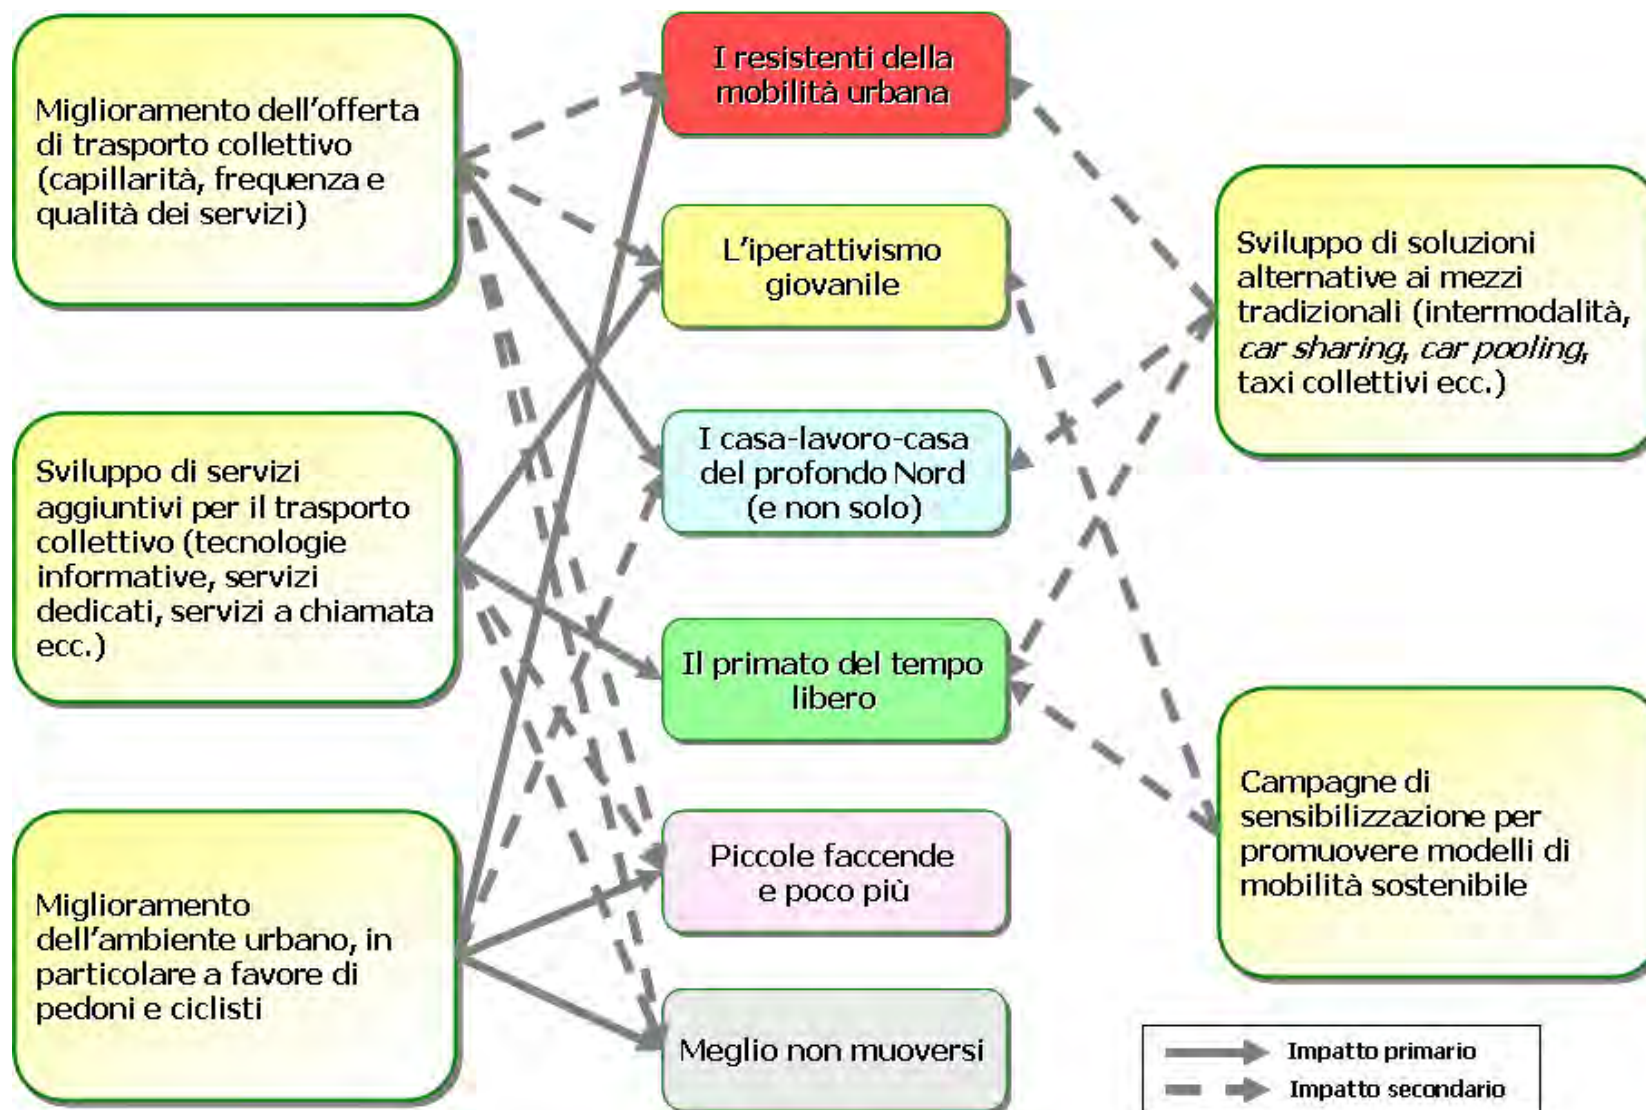 Miglioramento dell'offerta
di trasporto collettivo
(capillarità, frequenza e
qualità dei servizi)
Sviluppo di servizi
aggiuntivi per il trasporto
collettivo (tecnologie
informative, servizi
dedicati, servizi a chiamata
ecc.)
Miglioramento
dell'ambiente urbano, in
particolare a favore di
pedoni e ciclisti
I resistenti della
mobilità urbana
L'iperattivismo
giovanile
I casa-lavoro-casa
del profondo Nord
(e non solo)
Il primato del tempo
libero
Piccole faccende
e poco più
Meglio non muoversi
Sviluppo di soluzioni
alternative ai mezzi
tradizionali (intermodalità,
car sharing, car pooling,
taxi collettivi ecc.)
Campagne di
sensibilizzazione per
promuovere modelli di
mobilità sostenibile
Impatto primario
Impatto secondario